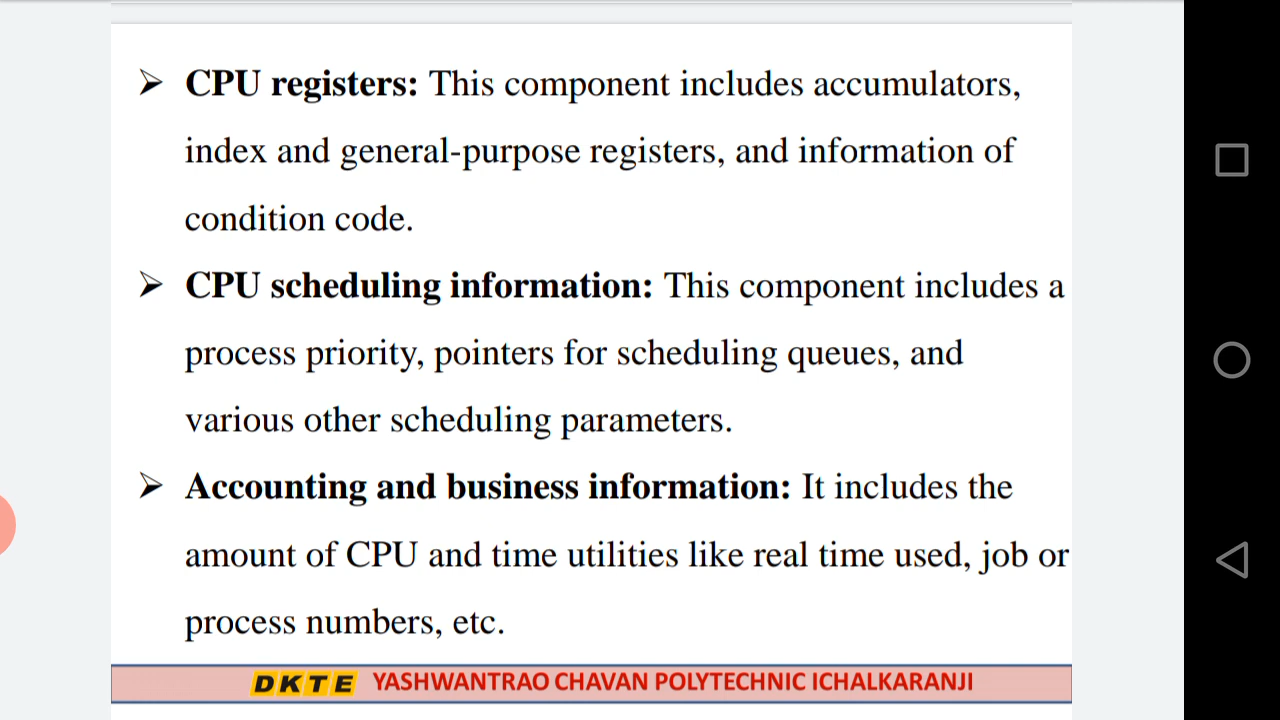 ➢ CPU registers: This component includes accumulators,
index and general-purpose registers, and information of
condition code.
➢ CPU scheduling information: This component includes a
process priority, pointers for scheduling queues, and
various other scheduling parameters.
➢ Accounting and business information: It includes the
amount of CPU and time utilities like real time used, job or
process numbers, etc.
DKTE YASHWANTRAO CHAVAN POLYTECHNIC ICHALKARANJI